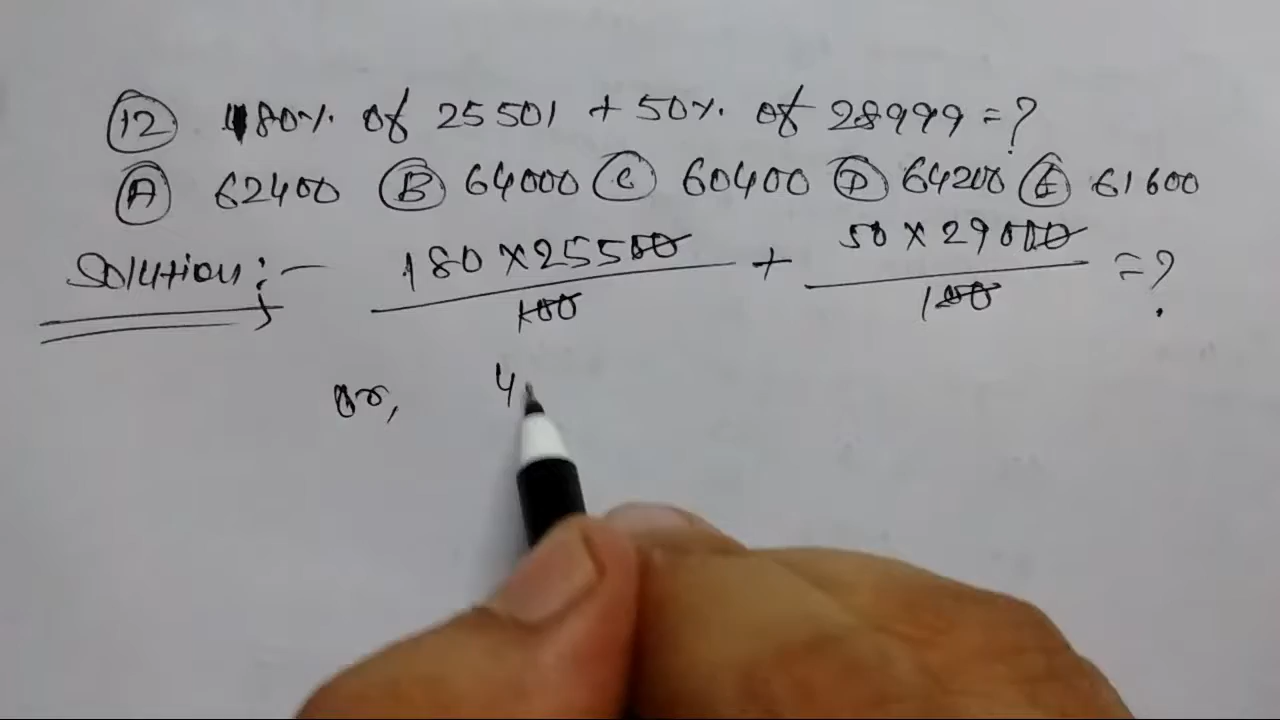 12 180% of 25501 + 50% of 28999 = ?
A 62400 B 64000 C 60400 D 64200 E 61600
Solution :- 180 × 25500 / 100 + 50 × 29000 / 100 = ?
or, 4